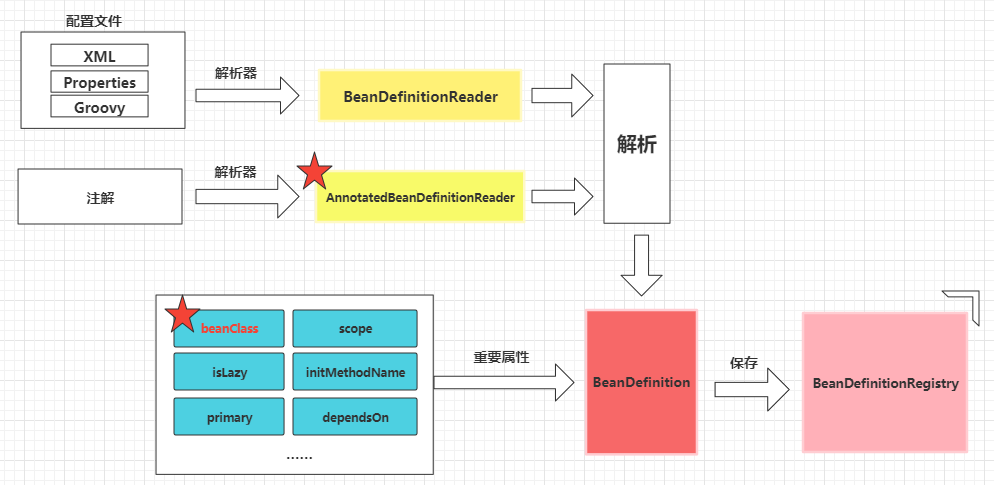 配置文件
XML
Properties
Groovy
解析器
BeanDefinitionReader
解析
注解
解析器
AnnotatedBeanDefinitionReader
beanClass
scope
isLazy
initMethodName
primary
dependsOn
......
重要属性
BeanDefinition
保存
BeanDefinitionRegistry